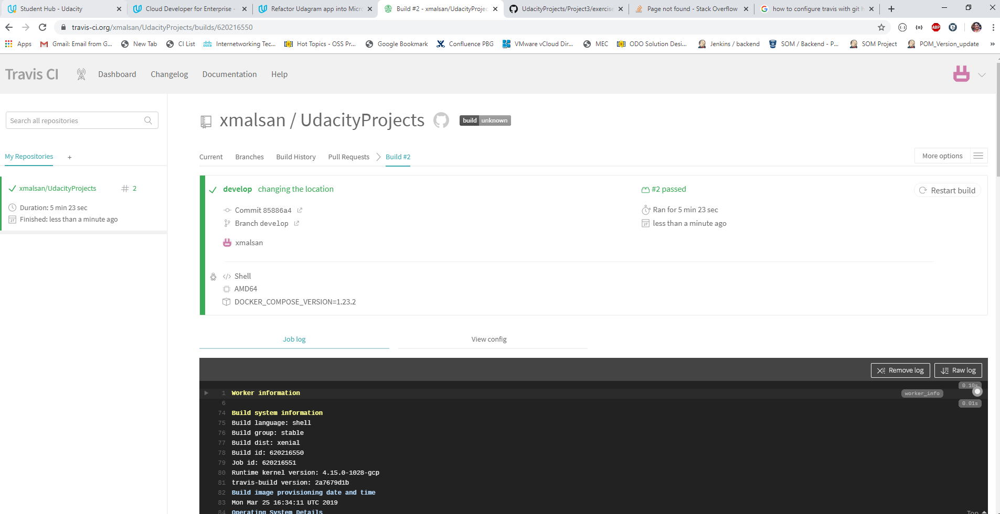 Student Hub - Udacity
Cloud Developer for Enterprise -
Refactor Udagram app into Micro
Build #2 - xmalsan/UdacityProjec
UdacityProjects/Project3/exercise
Page not found - Stack Overflow
how to configure travis with git h
travis-ci.org/xmalsan/UdacityProjects/builds/620216550
ABP
Apps
Gmail: Email from G...
New Tab
CI List
Internetworking Tec...
Hot Topics - OSS Pr...
Google Bookmark
Confluence PBG
VMware vCloud Dir...
MEC
ODO Solution Desi...
Jenkins / backend
SOM / Backend - P...
SOM Project
POM_Version_update
»
Travis CI
Dashboard
Changelog
Documentation
Help
Search all repositories
My Repositories
+
xmalsan/UdacityProjects
# 2
Duration: 5 min 23 sec
Finished: less than a minute ago
xmalsan / UdacityProjects
build unknown
Current
Branches
Build History
Pull Requests
Build #2
More options
develop changing the location
#2 passed
Restart build
Commit 85886a4
Ran for 5 min 23 sec
Branch develop
less than a minute ago
xmalsan
Shell
AMD64
DOCKER_COMPOSE_VERSION=1.23.2
Job log
View config
Remove log
Raw log
1 Worker information
worker_info
0.10s
6
0.01s
74 Build system information
75 Build language: shell
76 Build group: stable
77 Build dist: xenial
78 Build id: 620216550
79 Job id: 620216551
80 Runtime kernel version: 4.15.0-1028-gcp
81 travis-build version: 2a7679d1b
82 Build image provisioning date and time
83 Mon Mar 25 16:34:11 UTC 2019
84 Operating System Details
Top